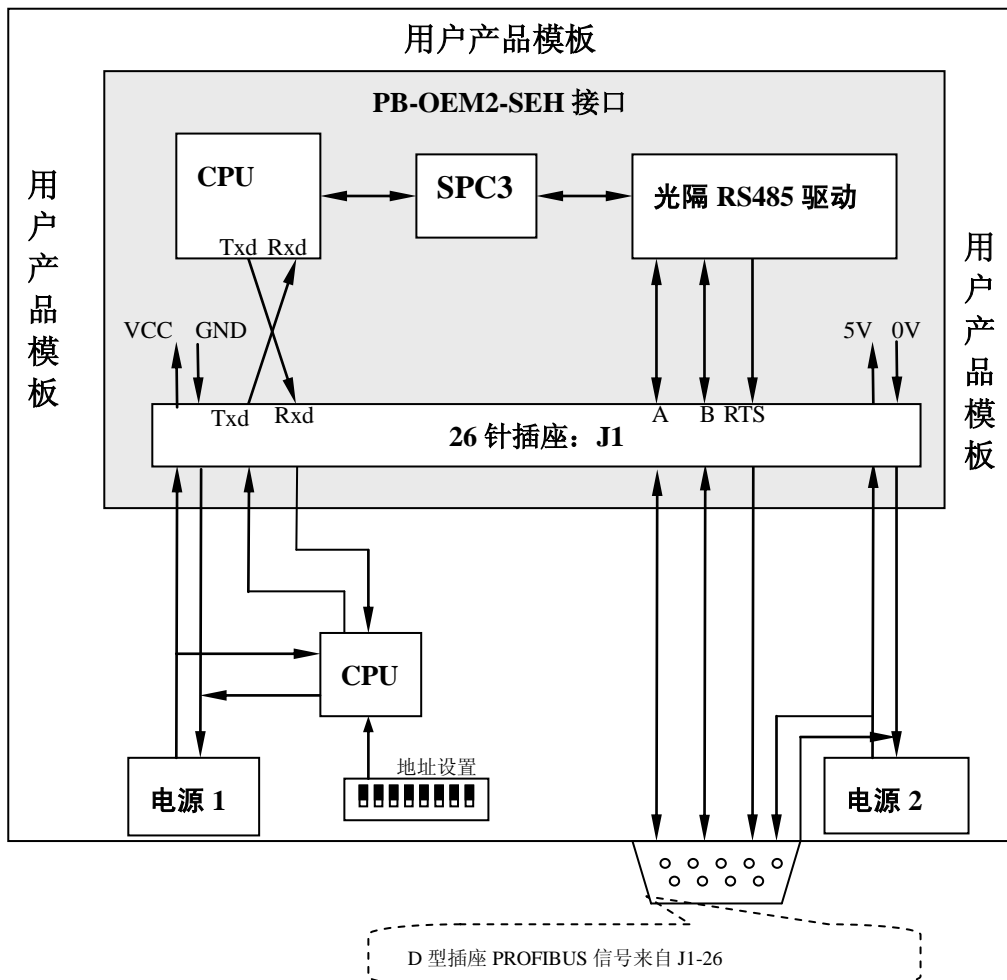 用户产品模板
PB-OEM2-SEH 接口
CPU
SPC3
光隔 RS485 驱动
Txd Rxd
用户产品模板
用户产品模板
VCC GND
5V 0V
Txd Rxd
A B RTS
26 针插座：J1
CPU
地址设置
电源 1
电源 2
D 型插座 PROFIBUS 信号来自 J1-26